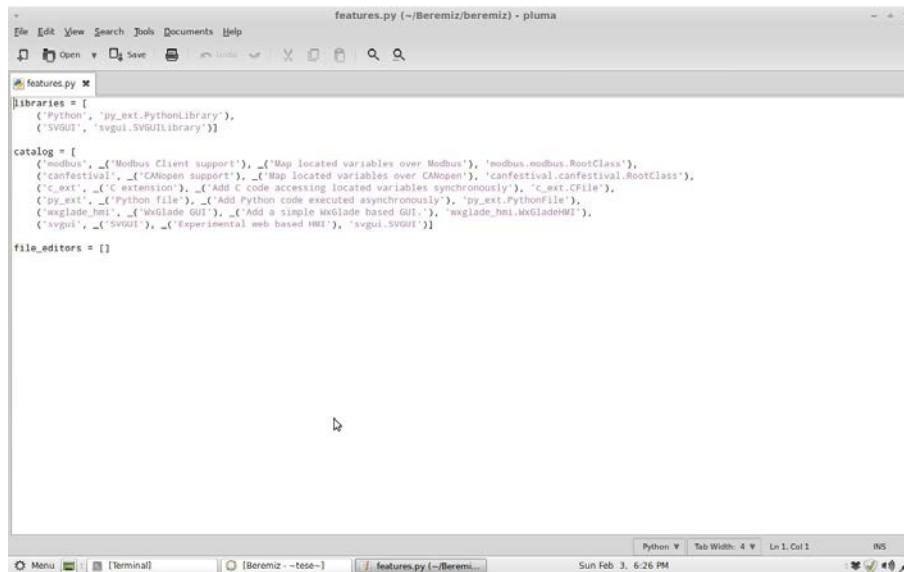 features.py (~/Beremiz/beremiz) - pluma
File Edit View Search Tools Documents Help
Open Save Undo
features.py
libraries = [
('Python', 'py_ext.PythonLibrary'),
('SVGUI', 'svgui.SVGUILibrary')]
catalog = [
('modbus', _('Modbus Client support'), _('Map located variables over Modbus'), 'modbus.modbus.RootClass'),
('canfestival', _('CANopen support'), _('Map located variables over CANopen'), 'canfestival.canfestival.RootClass'),
('c_ext', _('C extension'), _('Add C code accessing located variables synchronously'), 'c_ext.CFile'),
('py_ext', _('Python file'), _('Add Python code executed asynchronously'), 'py_ext.PythonFile'),
('wxglade_hmi', _('WxGlade GUI'), _('Add a simple WxGlade based GUI.'), 'wxglade_hmi.WxGladeHMI'),
('svgui', _('SVGUI'), _('Experimental web based HMI'), 'svgui.SVGUI')]
file_editors = []
Python Tab Width: 4 Ln 1, Col 1 INS
Menu [Terminal] [Beremiz - ~tese~] features.py (~/Beremi... Sun Feb 3, 6:26 PM